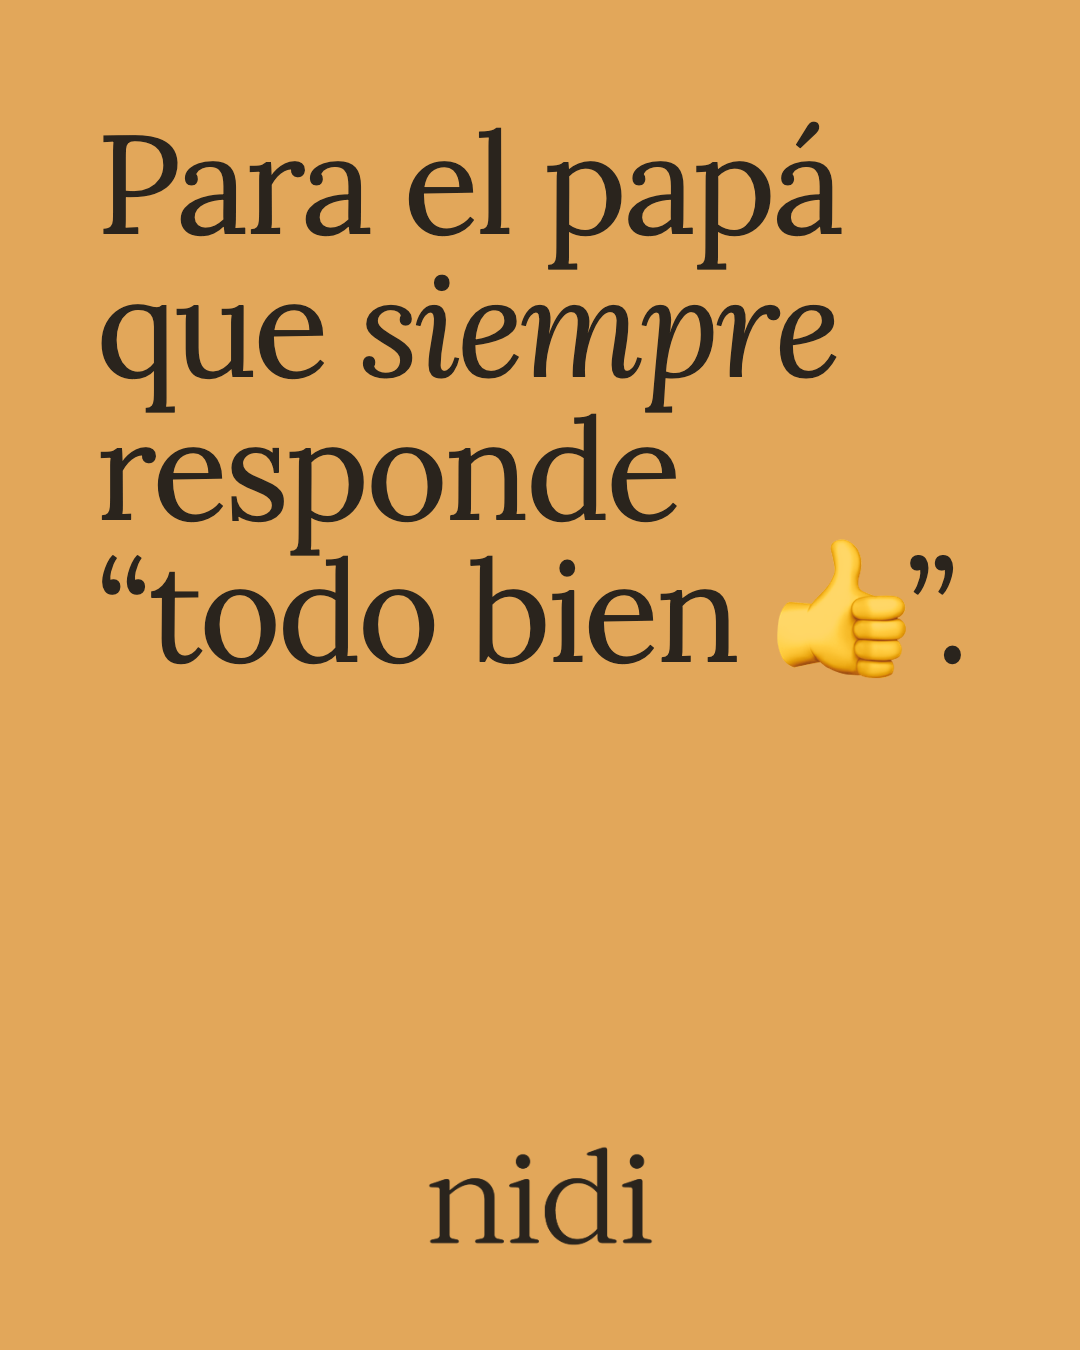 Para el papá
que siempre
responde
“todo bien 👍”.
nidi